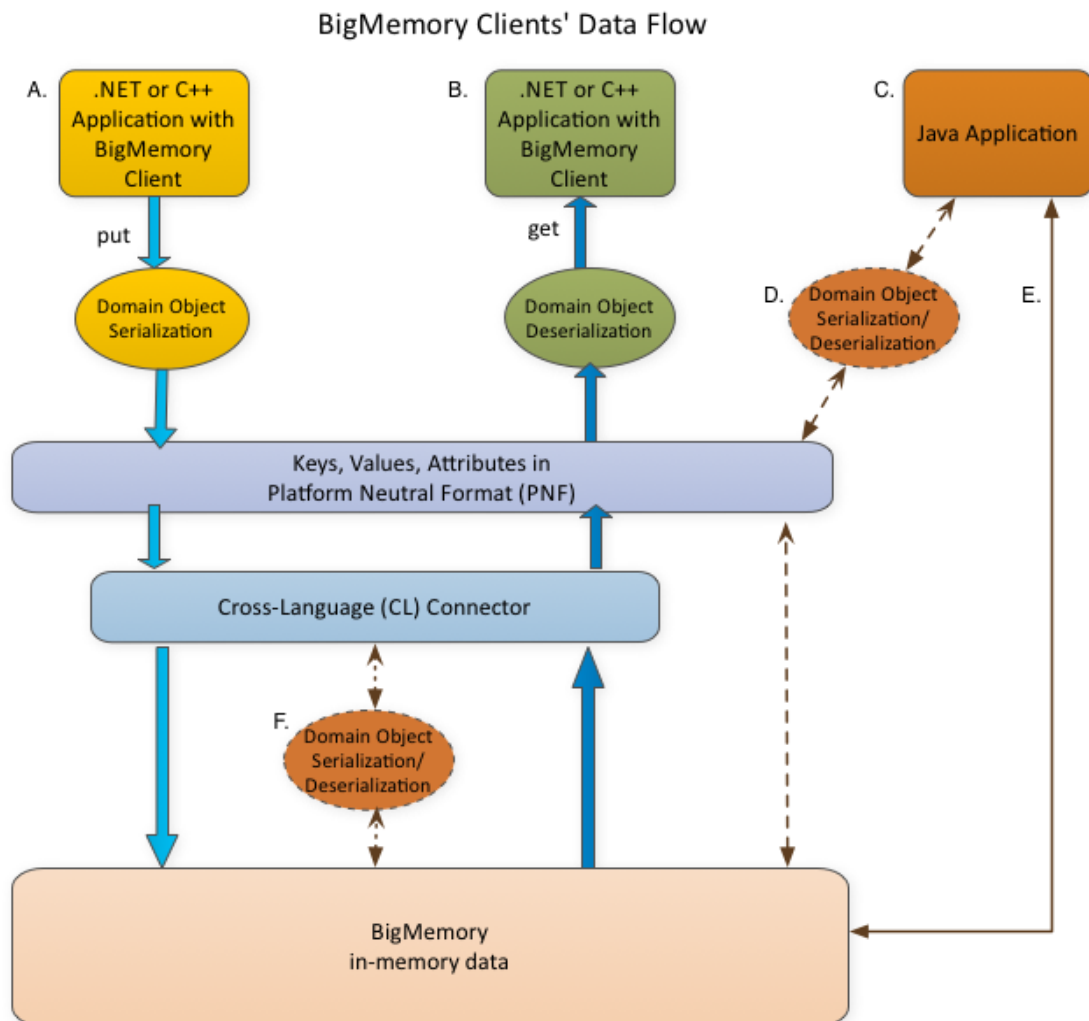 BigMemory Clients' Data Flow
A.
.NET or C++
Application with
BigMemory
Client
B.
.NET or C++
Application with
BigMemory
Client
C.
Java Application
put
get
Domain Object
Serialization
Domain Object
Deserialization
D.
Domain Object
Serialization/
Deserialization
E.
Keys, Values, Attributes in
Platform Neutral Format (PNF)
Cross-Language (CL) Connector
F.
Domain Object
Serialization/
Deserialization
BigMemory
in-memory data